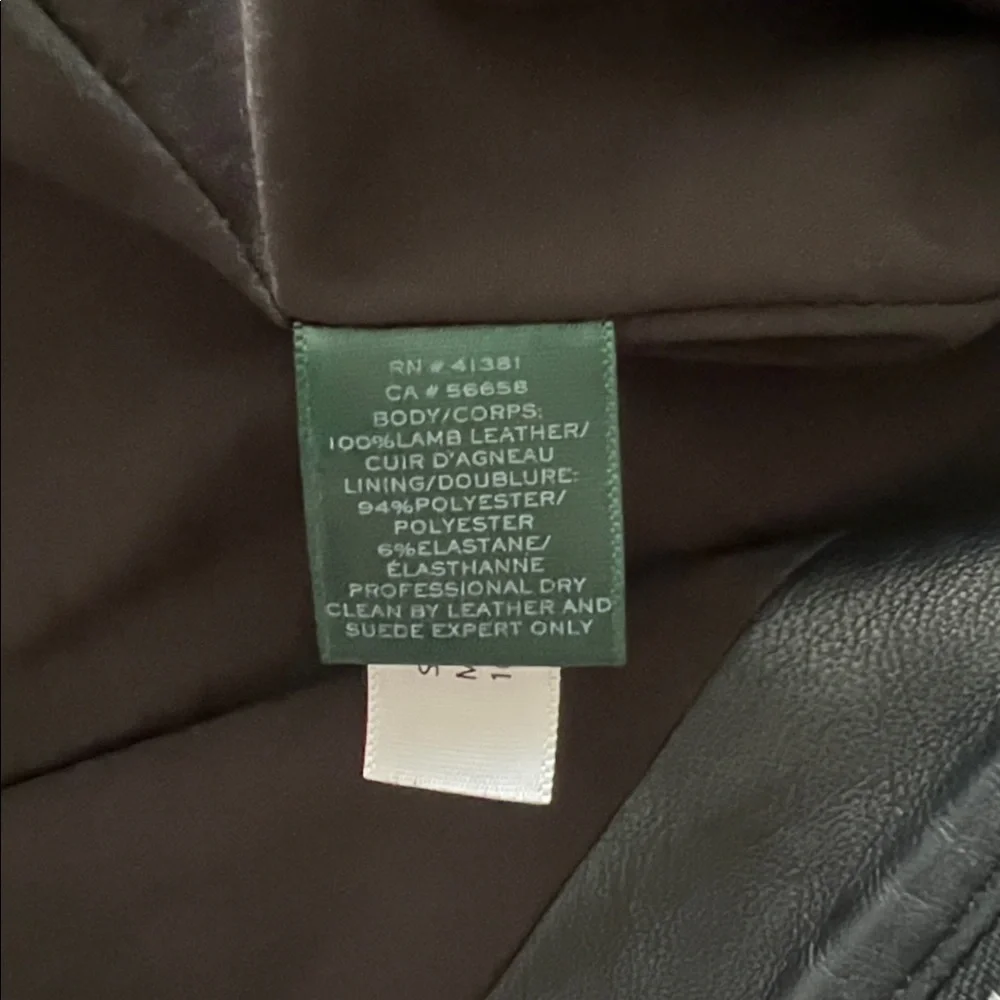 RN # 41381
CA # 56658
BODY/CORPS:
100%LAMB LEATHER/
CUIR D'AGNEAU
LINING/DOUBLURE:
94%POLYESTER/
POLYESTER
6%ELASTANE/
ÉLASTHANNE
PROFESSIONAL DRY
CLEAN BY LEATHER AND
SUEDE EXPERT ONLY